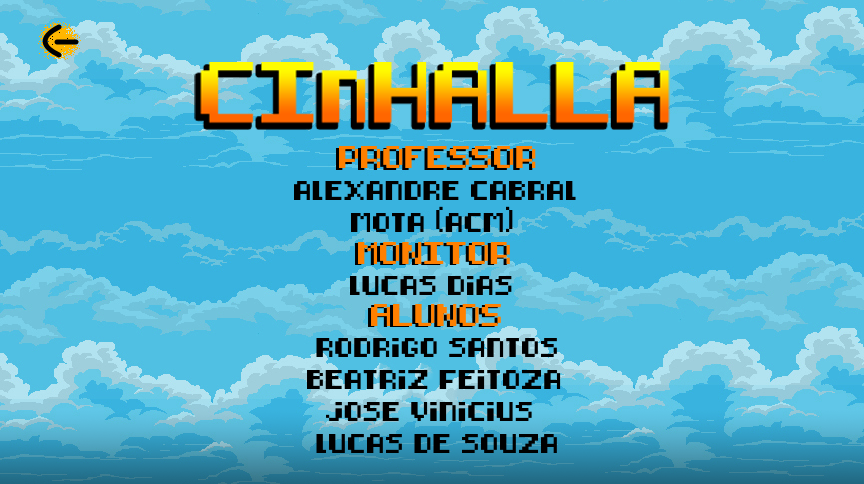 CINHALLA
PROFESSOR
ALEXANDRE CABRAL
MOTA (ACM)
MONITOR
LUCAS DIAS
ALUNOS
RODRIGO SANTOS
BEATRIZ FEITOZA
JOSE VINICIUS
LUCAS DE SOUZA